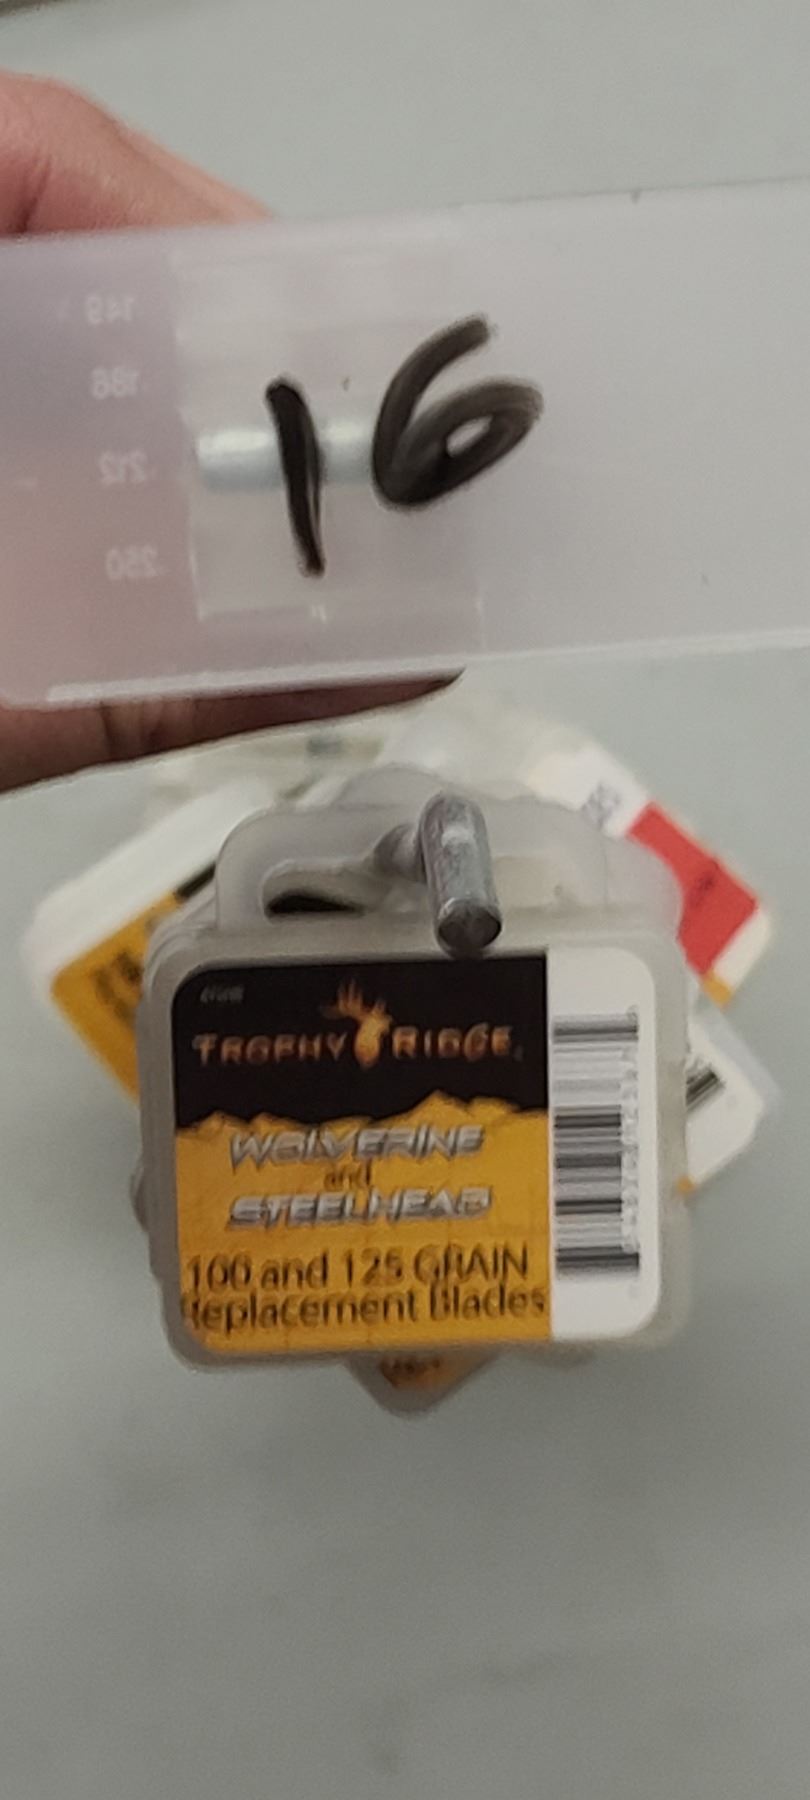 16
TROPHY RIDGE
WOLVERINE
and
STEELHEAD
100 and 125 GRAIN
Replacement Blades